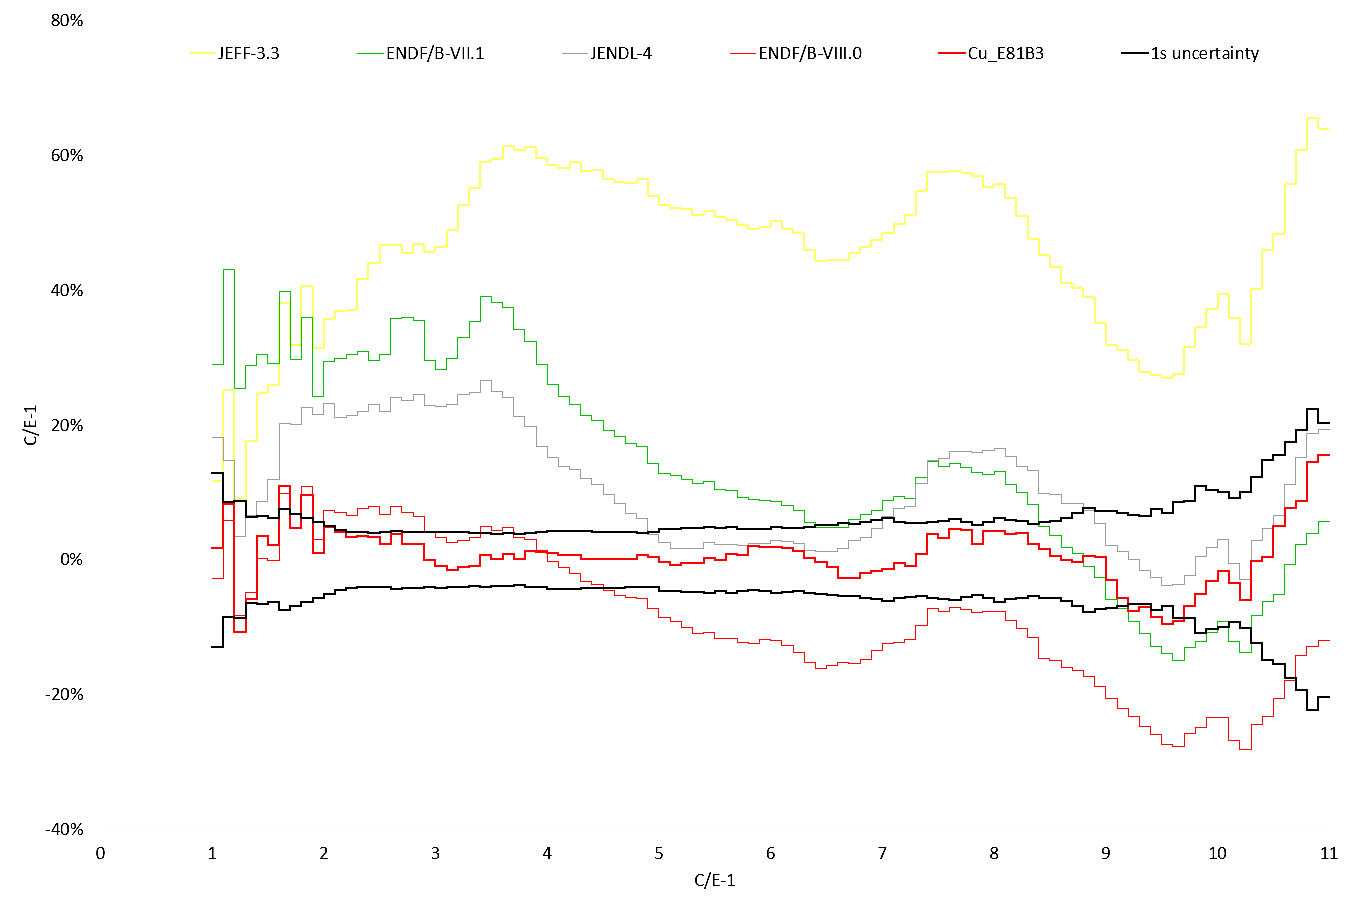 80%
JEFF-3.3 ENDF/B-VII.1 JENDL-4 ENDF/B-VIII.0 Cu_E81B3 1s uncertainty
60%
40%
20%
C/E-1
0%
-20%
-40%
0 1 2 3 4 5 6 7 8 9 10 11
C/E-1